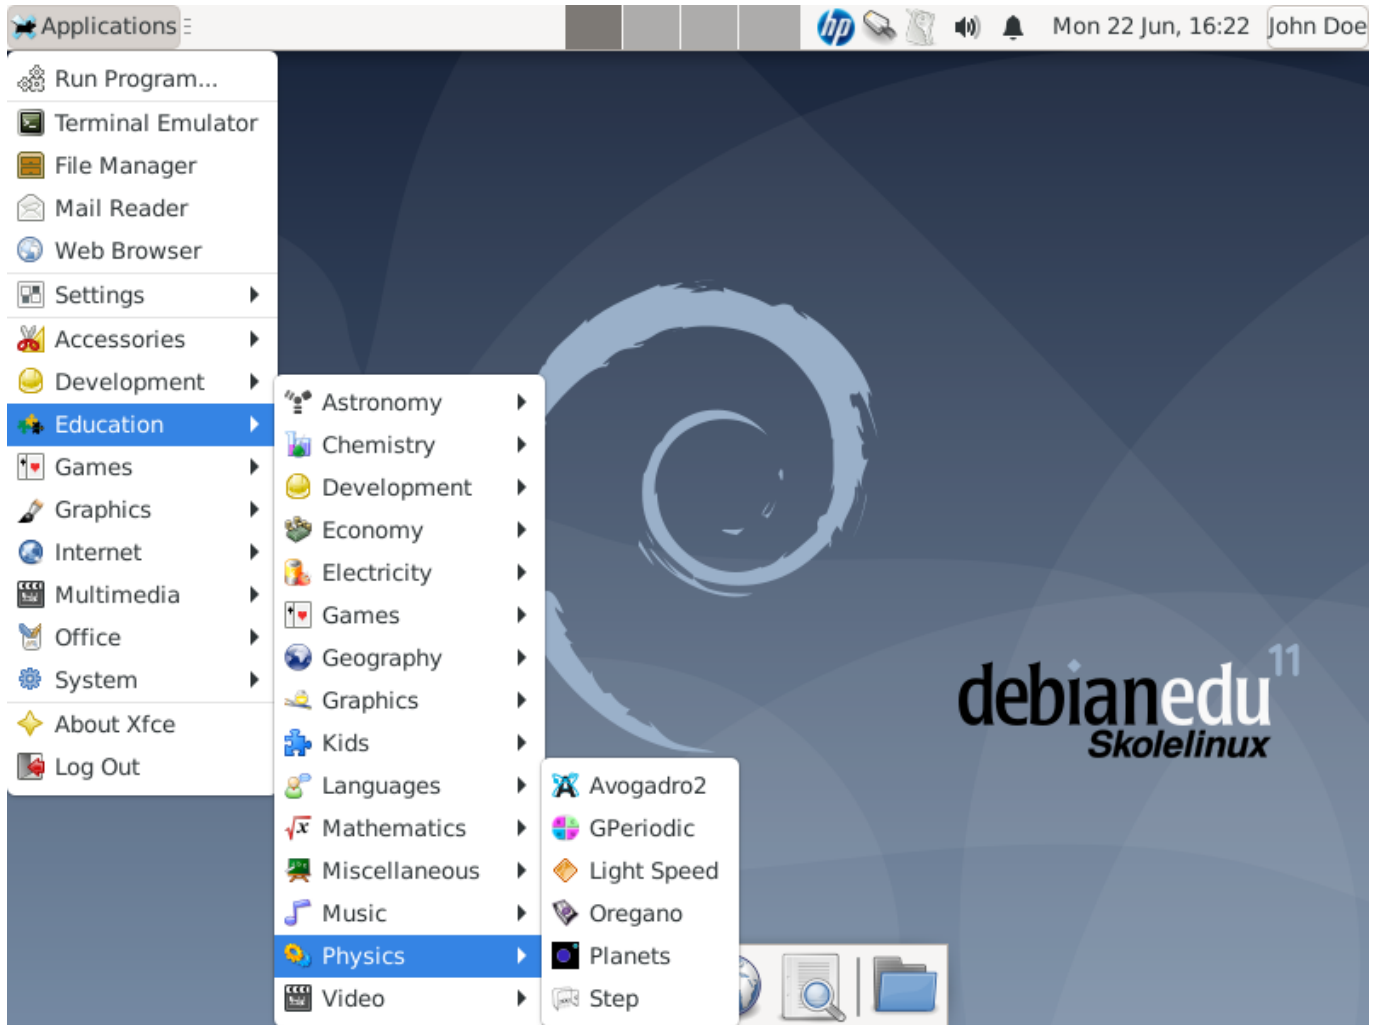 Applications
hp
Mon 22 Jun, 16:22
John Doe
Run Program...
Terminal Emulator
File Manager
Mail Reader
Web Browser
Settings
Accessories
Development
Education
Games
Graphics
Internet
Multimedia
Office
System
About Xfce
Log Out
Astronomy
Chemistry
Development
Economy
Electricity
Games
Geography
Graphics
Kids
Languages
Mathematics
Miscellaneous
Music
Physics
Video
Avogadro2
GPeriodic
Light Speed
Oregano
Planets
Step
debianedu 11
Skolelinux